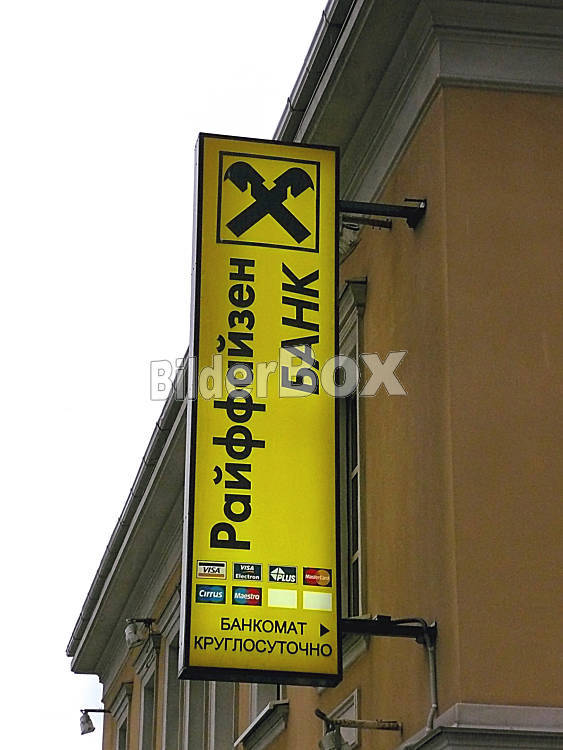 Райффайзен
БАНК
VISA
VISA Electron
PLUS
MasterCard
Cirrus
Maestro
БАНКОМАТ
КРУГЛОСУТОЧНО
BilderBox